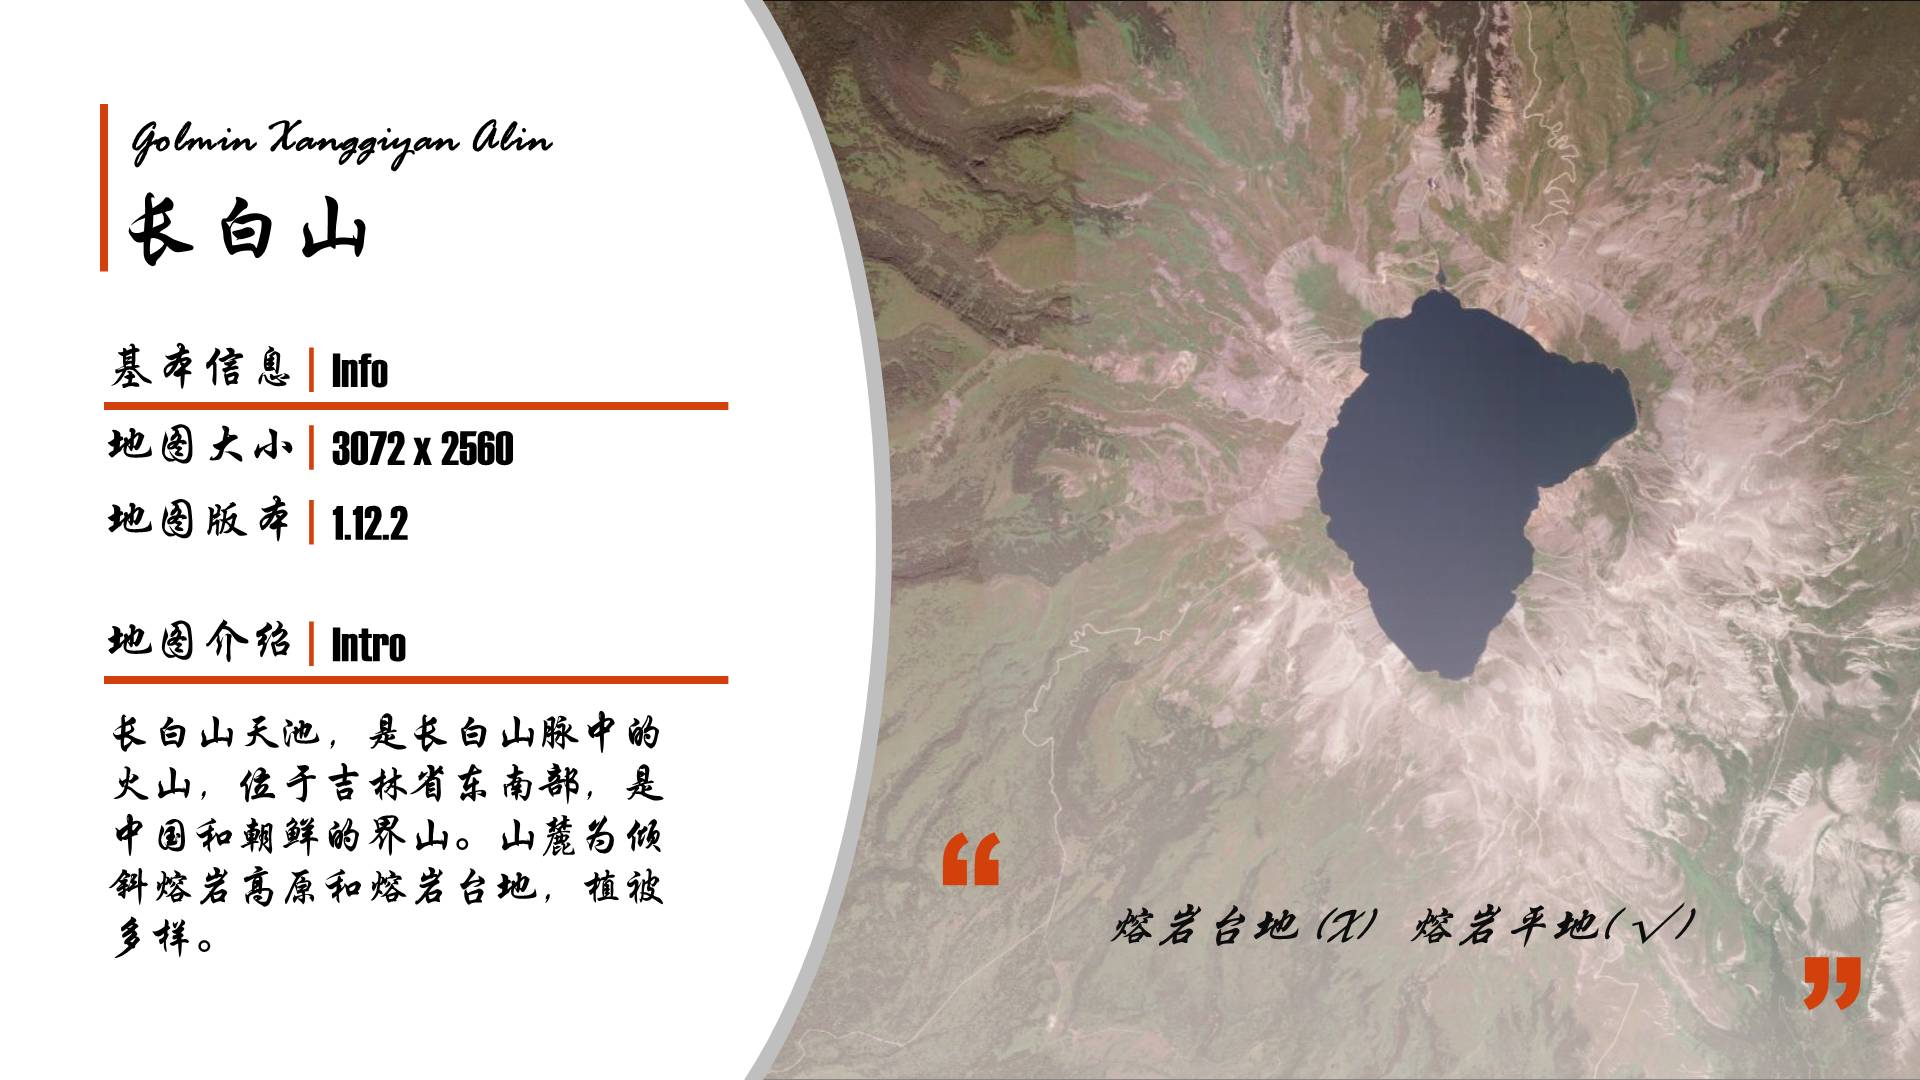 Golmin Xanggiyan Alin
长白山
基本信息 | Info
地图大小 | 3072 x 2560
地图版本 | 1.12.2
地图介绍 | Intro
长白山天池，是长白山脉中的
火山，位于吉林省东南部，是
中国和朝鲜的界山。山麓为倾
斜熔岩高原和熔岩台地，植被
多样。
“
熔岩台地(X) 熔岩平地(√)
”